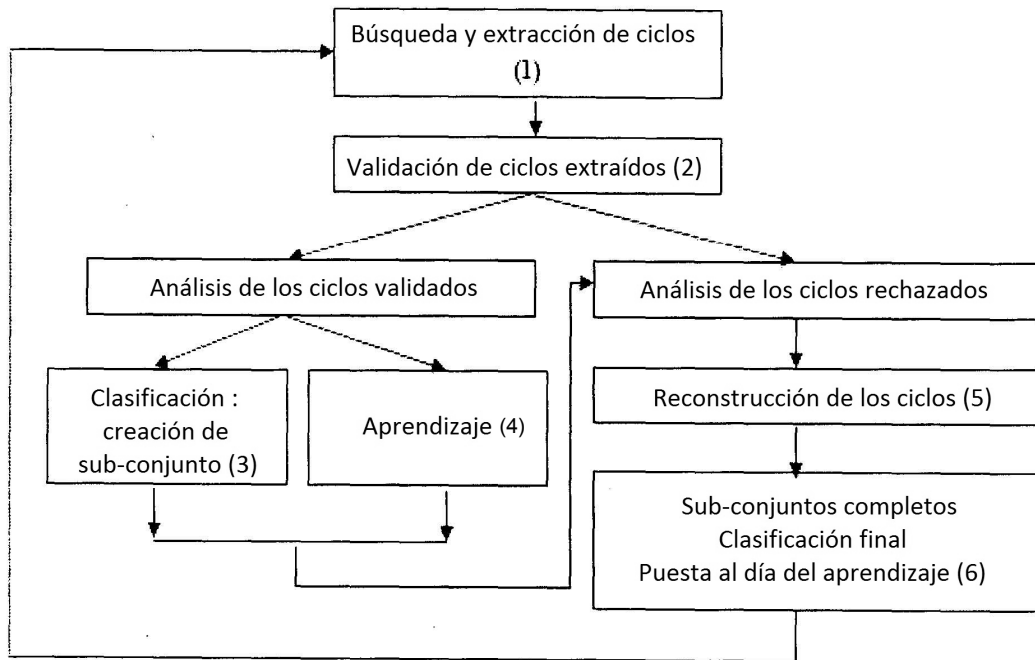 Búsqueda y extracción de ciclos
(1)
Validación de ciclos extraídos (2)
Análisis de los ciclos validados
Análisis de los ciclos rechazados
Clasificación :
creación de
sub-conjunto (3)
Aprendizaje (4)
Reconstrucción de los ciclos (5)
Sub-conjuntos completos
Clasificación final
Puesta al día del aprendizaje (6)